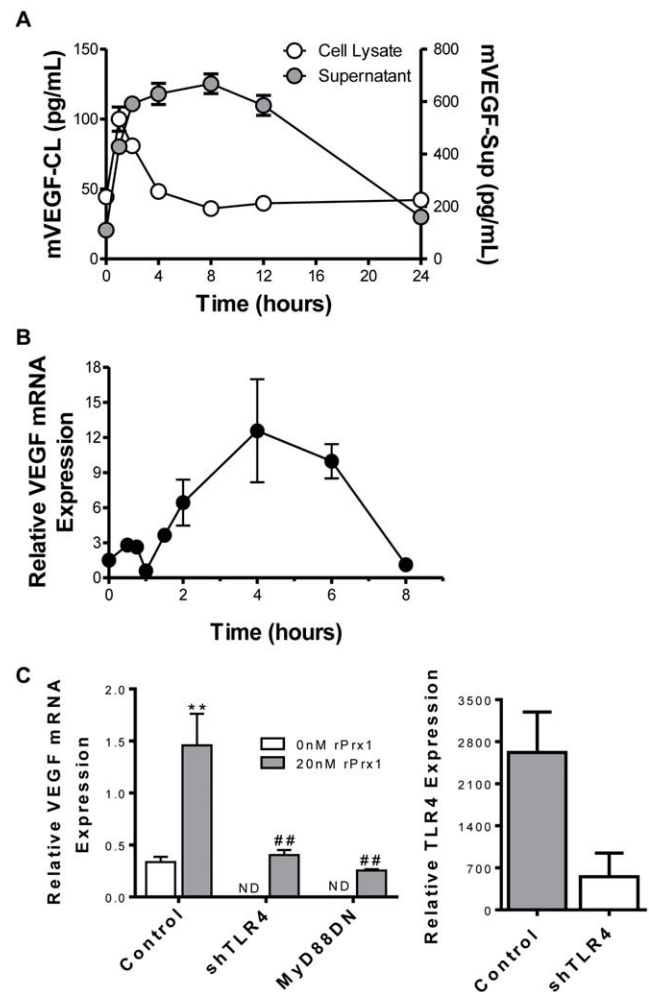 A
Cell Lysate
Supernatant
mVEGF-CL (pg/mL)
150
100
50
0
mVEGF-Sup (pg/mL)
800
600
400
200
0
0 4 8 12 16 20 24
Time (hours)
B
Relative VEGF mRNA
Expression
18
15
12
9
6
3
0
0 2 4 6 8
Time (hours)
C
Relative VEGF mRNA
Expression
2.0
1.5
1.0
0.5
0.0
**
0nM rPrx1
20nM rPrx1
ND ##
ND ##
Control
shTLR4
MyD88DN
Relative TLR4 Expression
3500
2800
2100
1400
700
0
Control
shTLR4